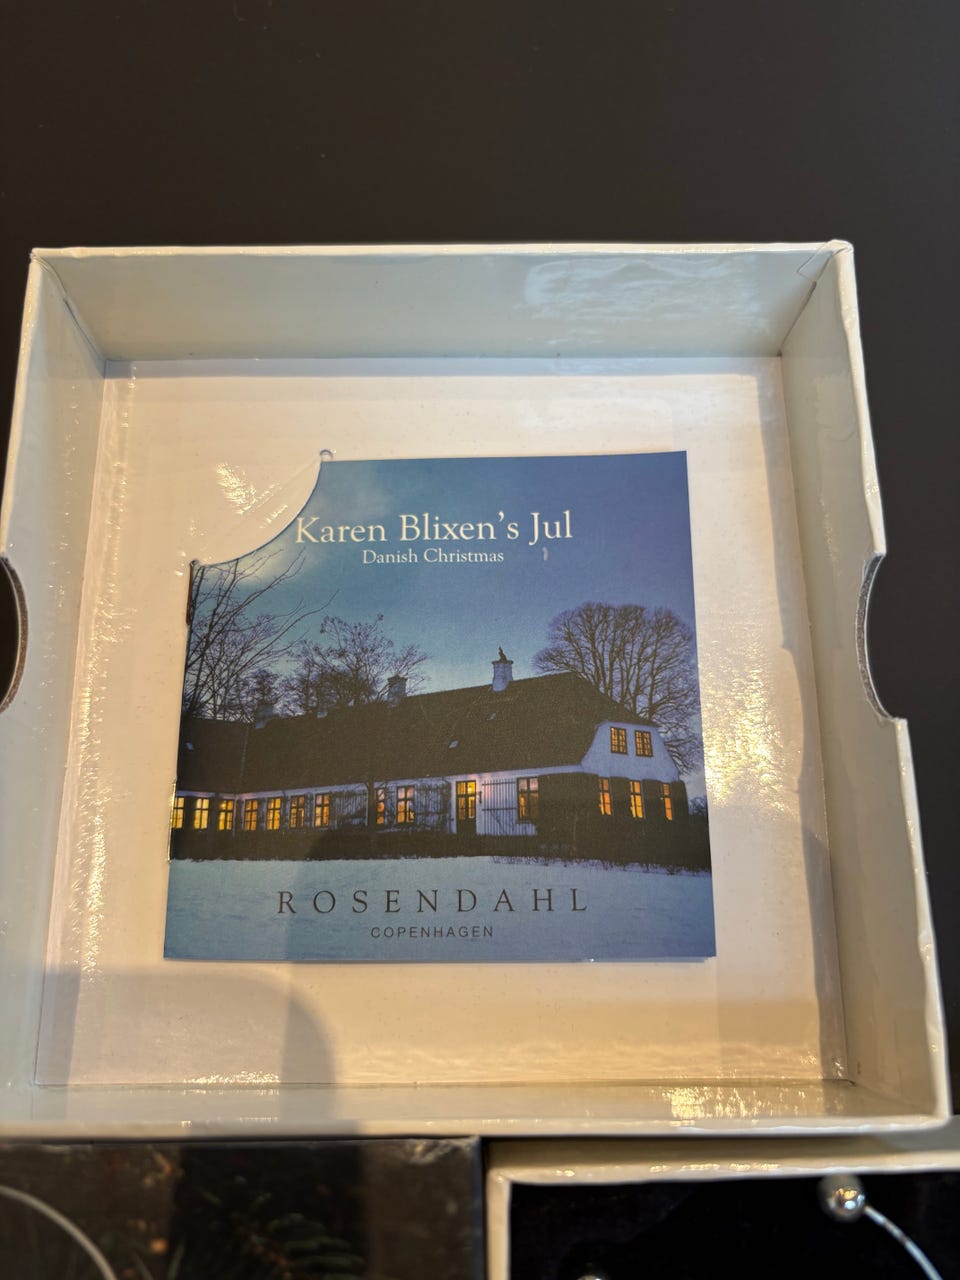 Karen Blixen's Jul
Danish Christmas
ROSENDAHL
COPENHAGEN